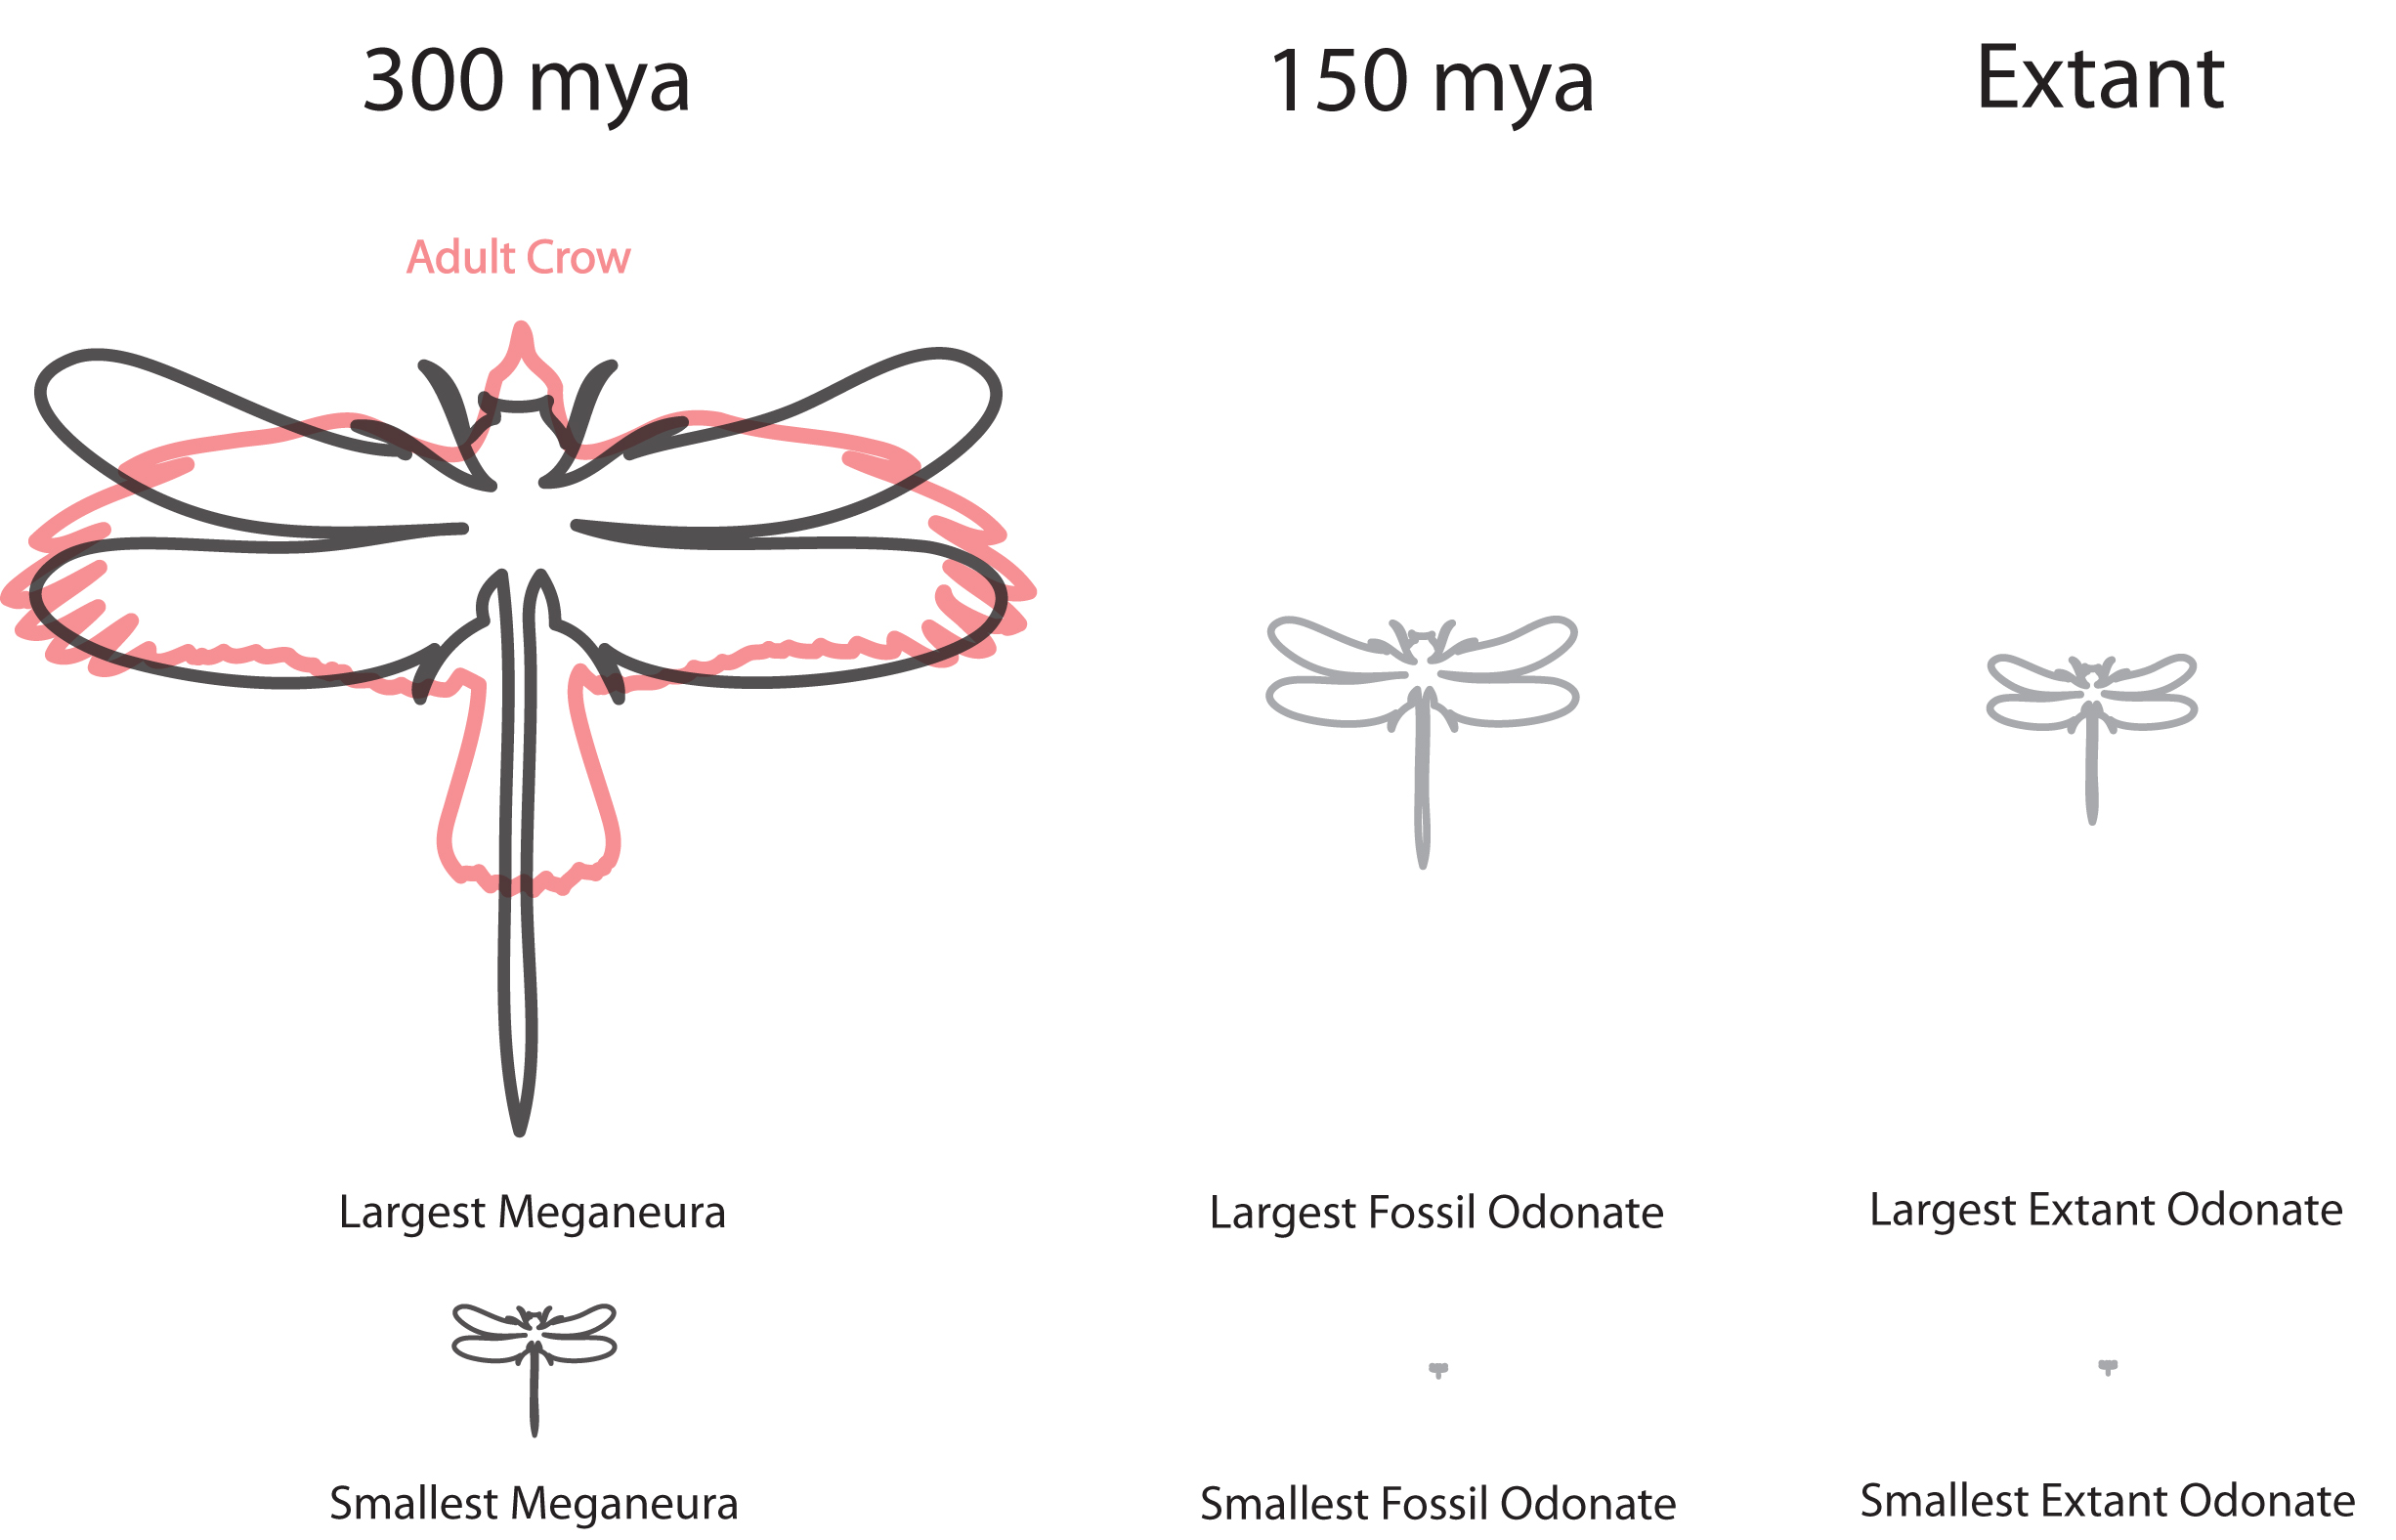 300 mya
150 mya
Extant
Adult Crow
Largest Meganeura
Largest Fossil Odonate
Largest Extant Odonate
Smallest Meganeura
Smallest Fossil Odonate
Smallest Extant Odonate